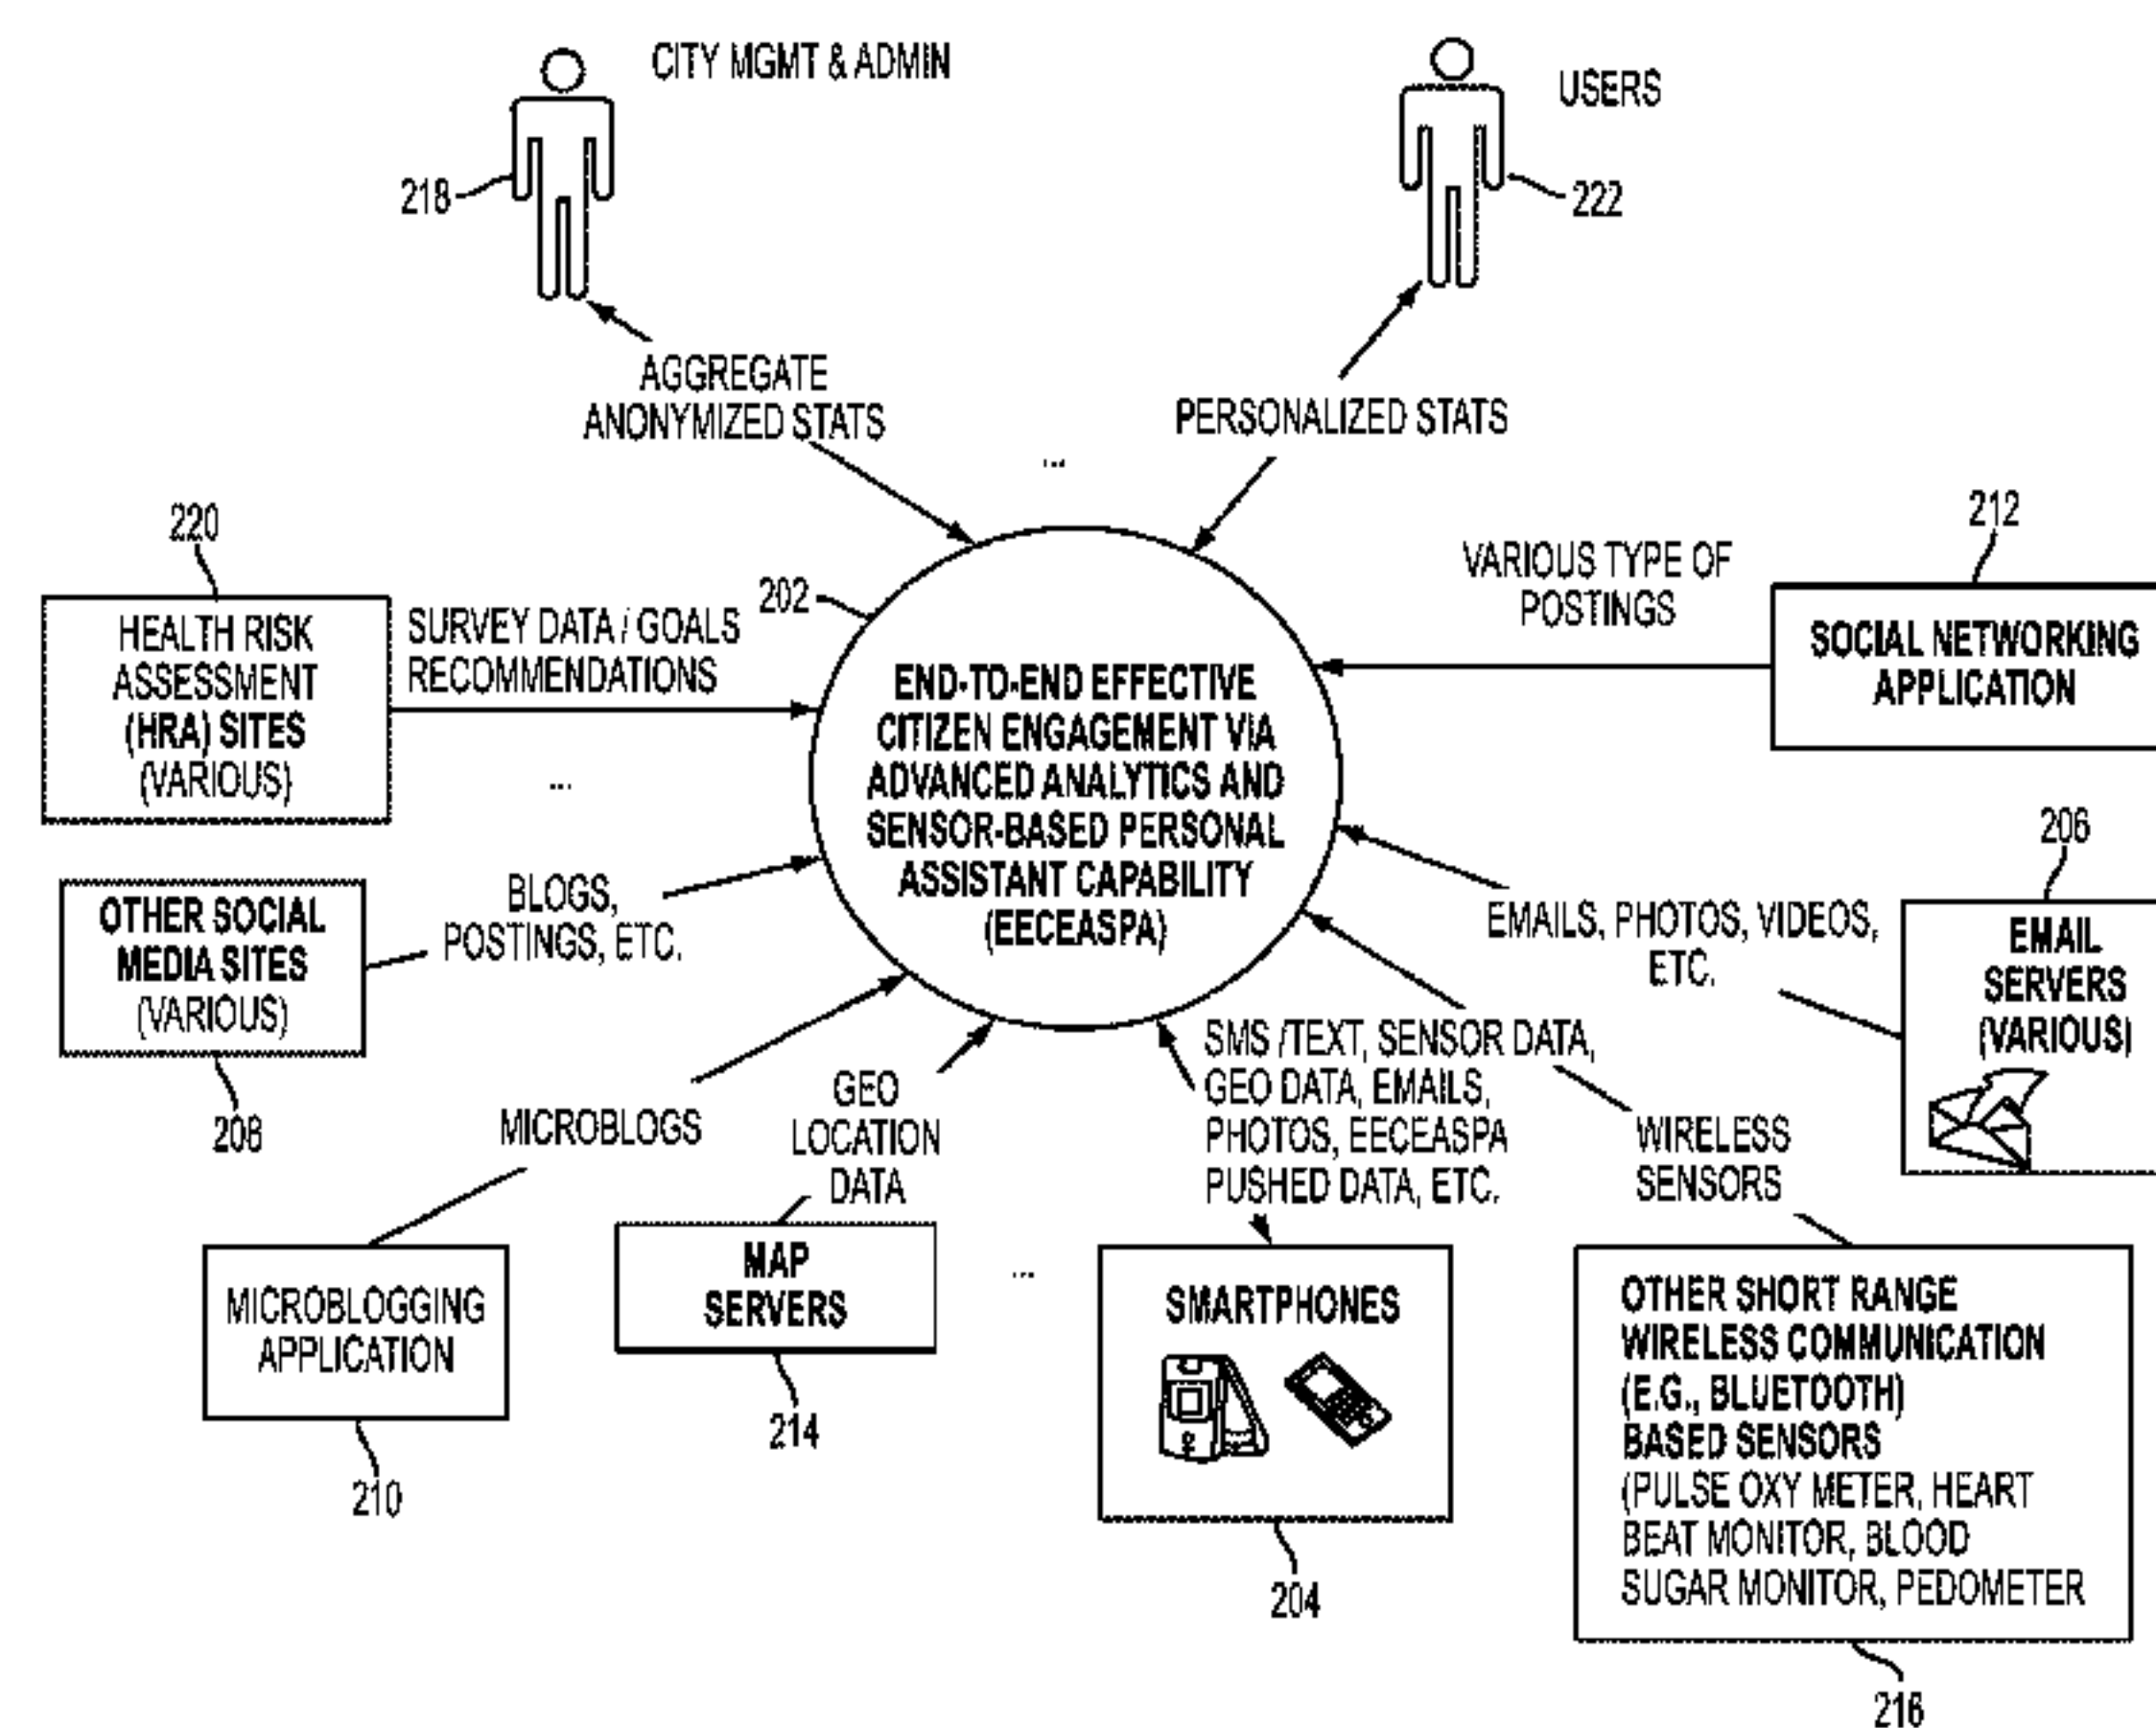 CITY MGMT & ADMIN
USERS
218
222
AGGREGATE
ANONYMIZED STATS
PERSONALIZED STATS
...
220
HEALTH RISK
ASSESSMENT
(HRA) SITES
(VARIOUS)
SURVEY DATA / GOALS
RECOMMENDATIONS
...
202
END-TO-END EFFECTIVE
CITIZEN ENGAGEMENT VIA
ADVANCED ANALYTICS AND
SENSOR-BASED PERSONAL
ASSISTANT CAPABILITY
(EECEASPA)
VARIOUS TYPE OF
POSTINGS
212
SOCIAL NETWORKING
APPLICATION
OTHER SOCIAL
MEDIA SITES
(VARIOUS)
208
BLOGS,
POSTINGS, ETC.
EMAILS, PHOTOS, VIDEOS,
ETC.
206
EMAIL
SERVERS
(VARIOUS)
MICROBLOGS
MICROBLOGGING
APPLICATION
210
GEO
LOCATION
DATA
MAP
SERVERS
214
...
SMS /TEXT, SENSOR DATA,
GEO DATA, EMAILS,
PHOTOS, EECEASPA
PUSHED DATA, ETC.
SMARTPHONES
204
WIRELESS
SENSORS
OTHER SHORT RANGE
WIRELESS COMMUNICATION
(E.G., BLUETOOTH)
BASED SENSORS
(PULSE OXY METER, HEART
BEAT MONITOR, BLOOD
SUGAR MONITOR, PEDOMETER
216